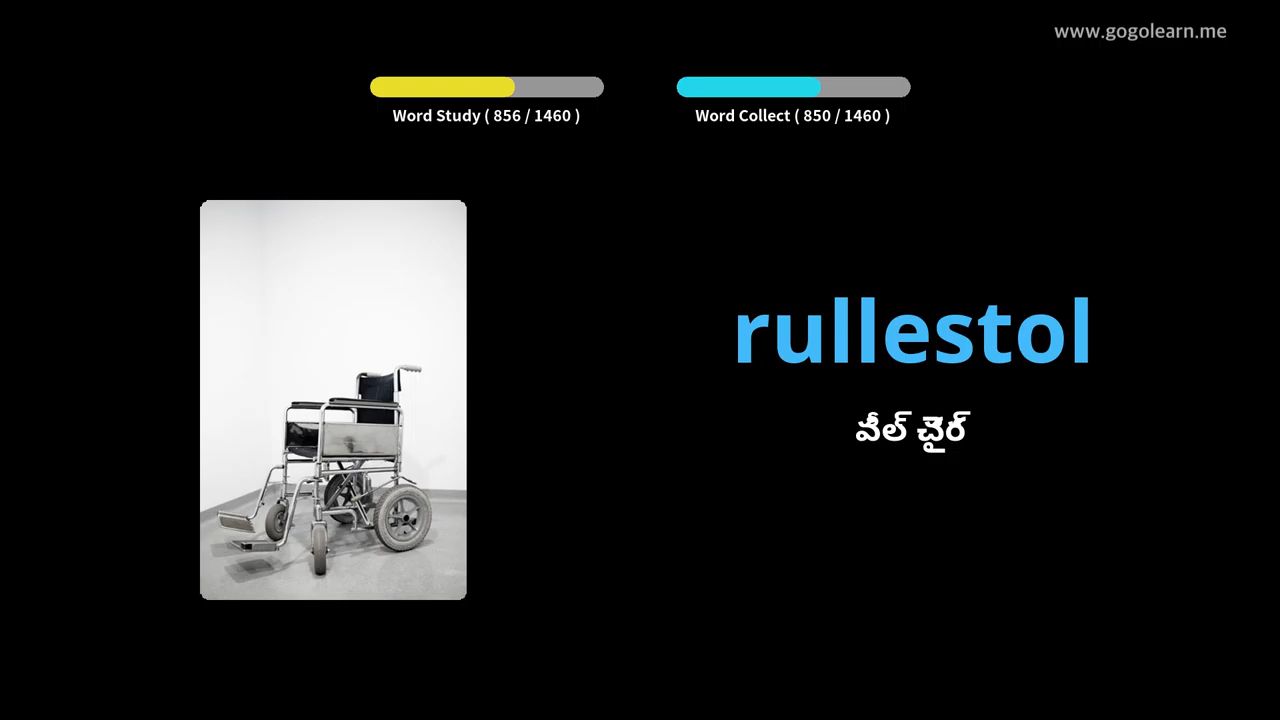 www.gogolearn.me
Word Study ( 856 / 1460 )
Word Collect ( 850 / 1460 )
rullestol
వీల్ చైర్